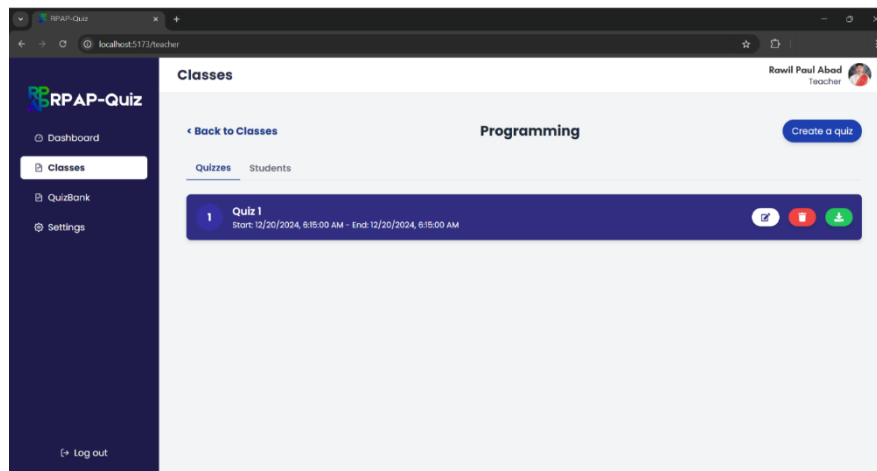 RPAP-Quiz
localhost:5173/teacher
RPAP-Quiz
Classes
Rawil Paul Abad
Teacher
Dashboard
Classes
QuizBank
Settings
Log out
< Back to Classes
Programming
Create a quiz
Quizzes
Students
1
Quiz 1
Start: 12/20/2024, 6:15:00 AM - End: 12/20/2024, 6:15:00 AM